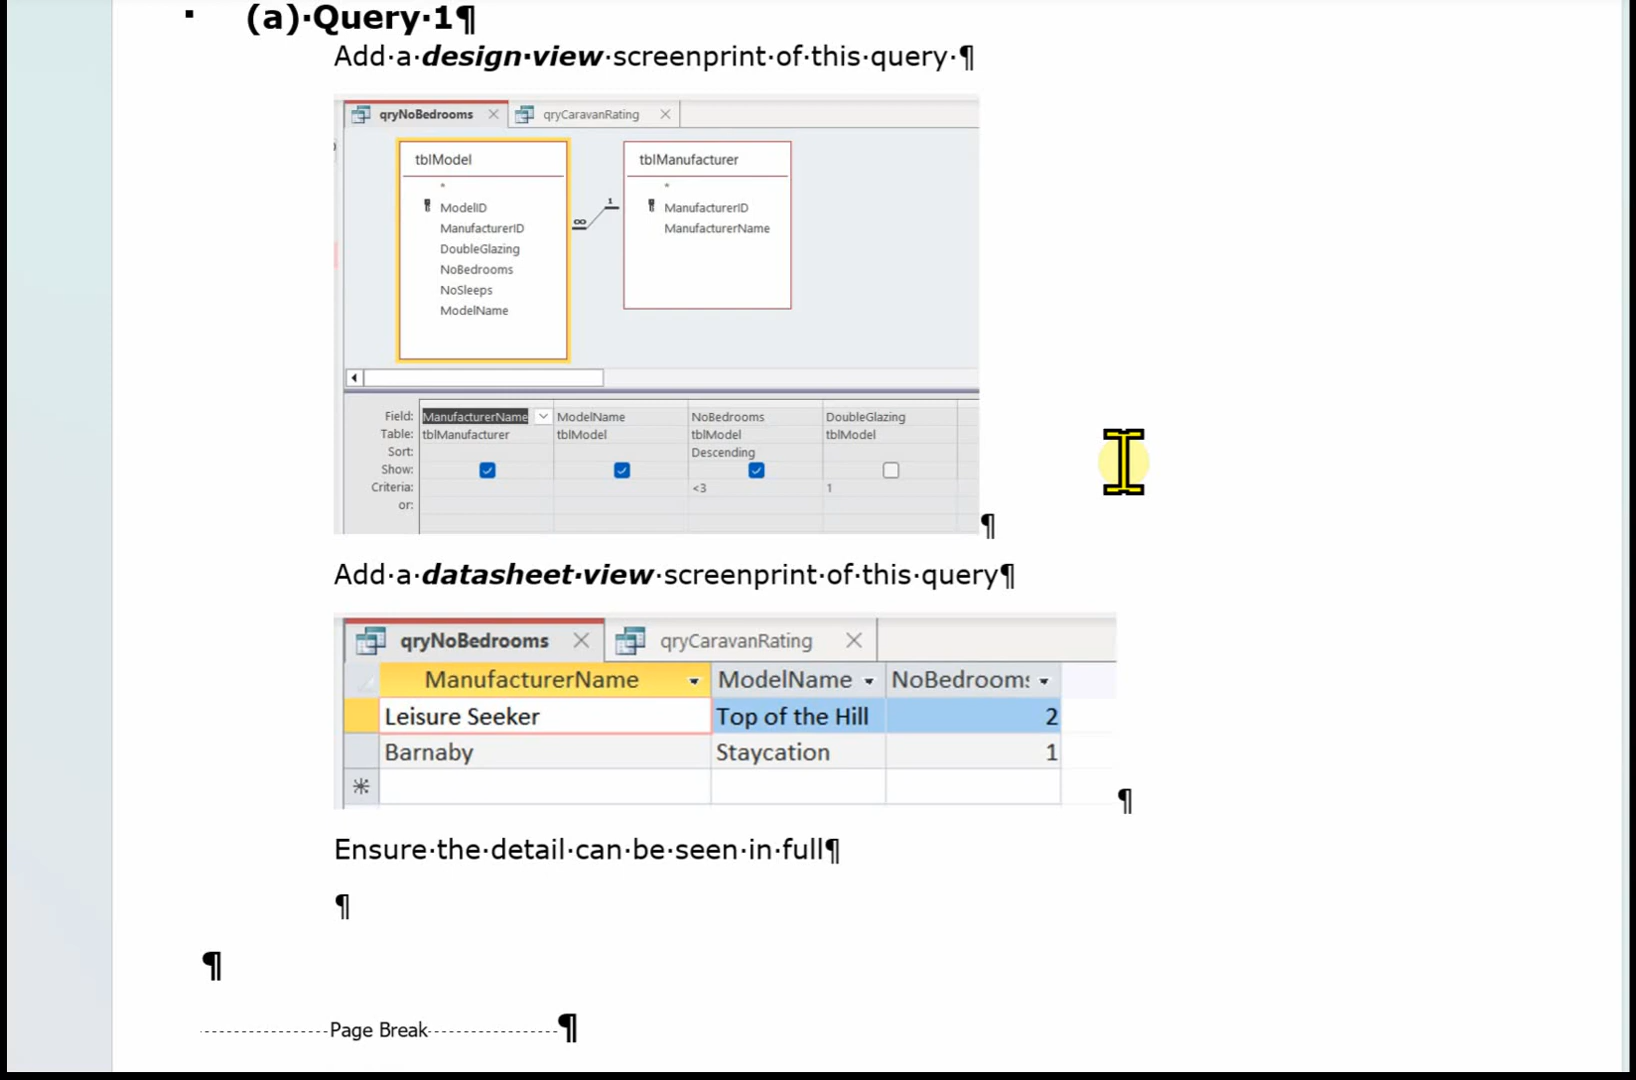 ▪ (a)·Query·1¶
Add·a·design·view·screenprint·of·this·query·¶
qryNoBedrooms × qryCaravanRating ×
tblModel
*
ModelID
ManufacturerID
DoubleGlazing
NoBedrooms
NoSleeps
ModelName
∞ 1
tblManufacturer
*
ManufacturerID
ManufacturerName
Field: ManufacturerName ModelName NoBedrooms DoubleGlazing
Table: tblManufacturer tblModel tblModel tblModel
Sort: Descending
Show:
Criteria: <3 1
or:
¶
Add·a·datasheet·view·screenprint·of·this·query¶
qryNoBedrooms × qryCaravanRating ×
ManufacturerName ModelName NoBedrooms
Leisure Seeker Top of the Hill 2
Barnaby Staycation 1
*
¶
Ensure·the·detail·can·be·seen·in·full¶
¶
¶
Page Break ¶